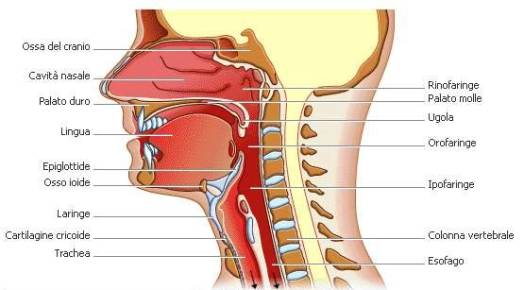 Ossa del cranio
Cavità nasale
Palato duro
Lingua
Epiglottide
Osso ioide
Laringe
Cartilagine cricoide
Trachea
Rinofaringe
Palato molle
Ugola
Orofaringe
Ipofaringe
Colonna vertebrale
Esofago